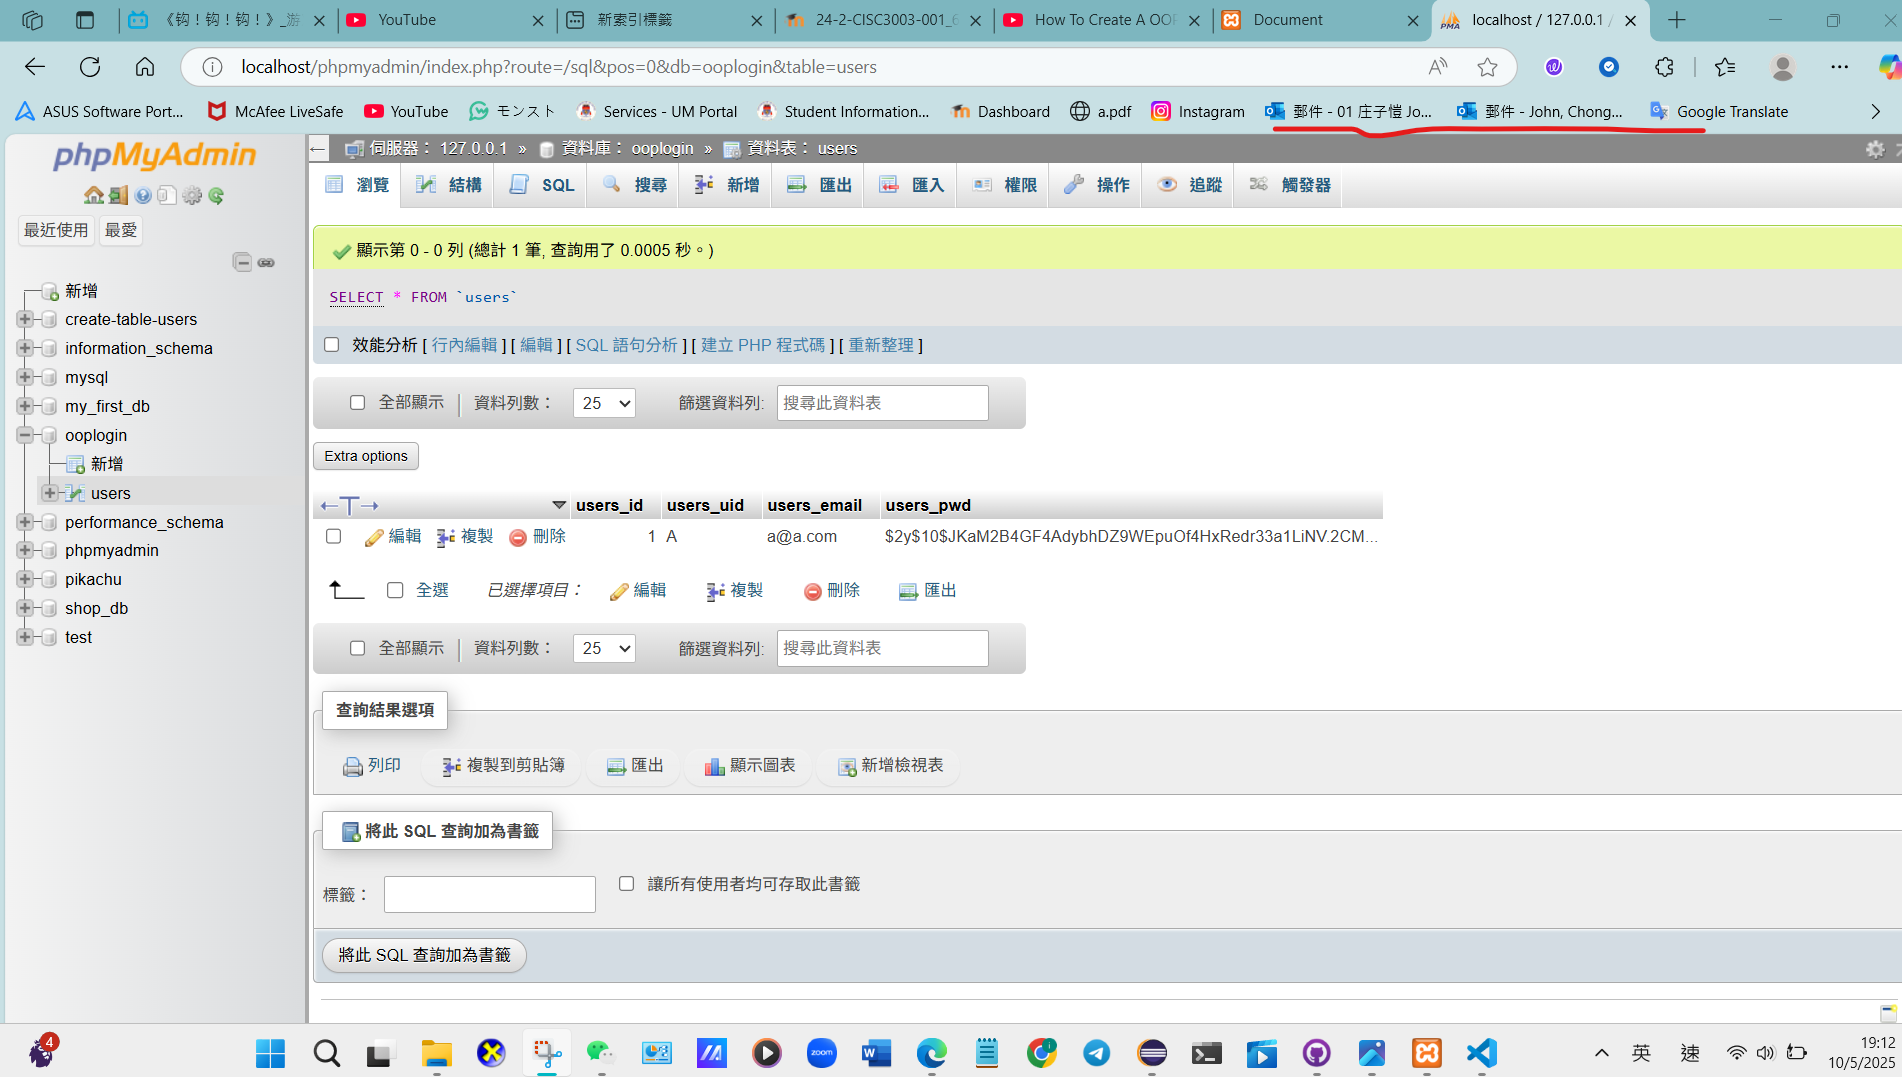 《钩！钩！钩！》_游
YouTube
新索引標籤
24-2-CISC3003-001_6
How To Create A OOP
Document
localhost / 127.0.0.1 /
localhost/phpmyadmin/index.php?route=/sql&pos=0&db=ooplogin&table=users
ASUS Software Port...
McAfee LiveSafe
YouTube
モンスト
Services - UM Portal
Student Information...
Dashboard
a.pdf
Instagram
郵件 - 01 庄子愷 Jo...
郵件 - John, Chong...
Google Translate
phpMyAdmin
最近使用
最愛
新增
create-table-users
information_schema
mysql
my_first_db
ooplogin
新增
users
performance_schema
phpmyadmin
pikachu
shop_db
test
伺服器： 127.0.0.1 » 資料庫： ooplogin » 資料表： users
瀏覽
結構
SQL
搜尋
新增
匯出
匯入
權限
操作
追蹤
觸發器
顯示第 0 - 0 列 (總計 1 筆, 查詢用了 0.0005 秒。)
SELECT * FROM `users`
效能分析 [ 行內編輯 ] [ 編輯 ] [ SQL 語句分析 ] [ 建立 PHP 程式碼 ] [ 重新整理 ]
全部顯示
資料列數：
25
篩選資料列:
搜尋此資料表
Extra options
←T→
users_id
users_uid
users_email
users_pwd
編輯
複製
刪除
1
A
a@a.com
$2y$10$JKaM2B4GF4AdybhDZ9WEpuOf4HxRedr33a1LiNV.2CM...
全選
已選擇項目：
編輯
複製
刪除
匯出
全部顯示
資料列數：
25
篩選資料列:
搜尋此資料表
查詢結果選項
列印
複製到剪貼簿
匯出
顯示圖表
新增檢視表
將此 SQL 查詢加為書籤
標籤：
讓所有使用者均可存取此書籤
將此 SQL 查詢加為書籤
4
zoom
英
速
19:12
10/5/2025